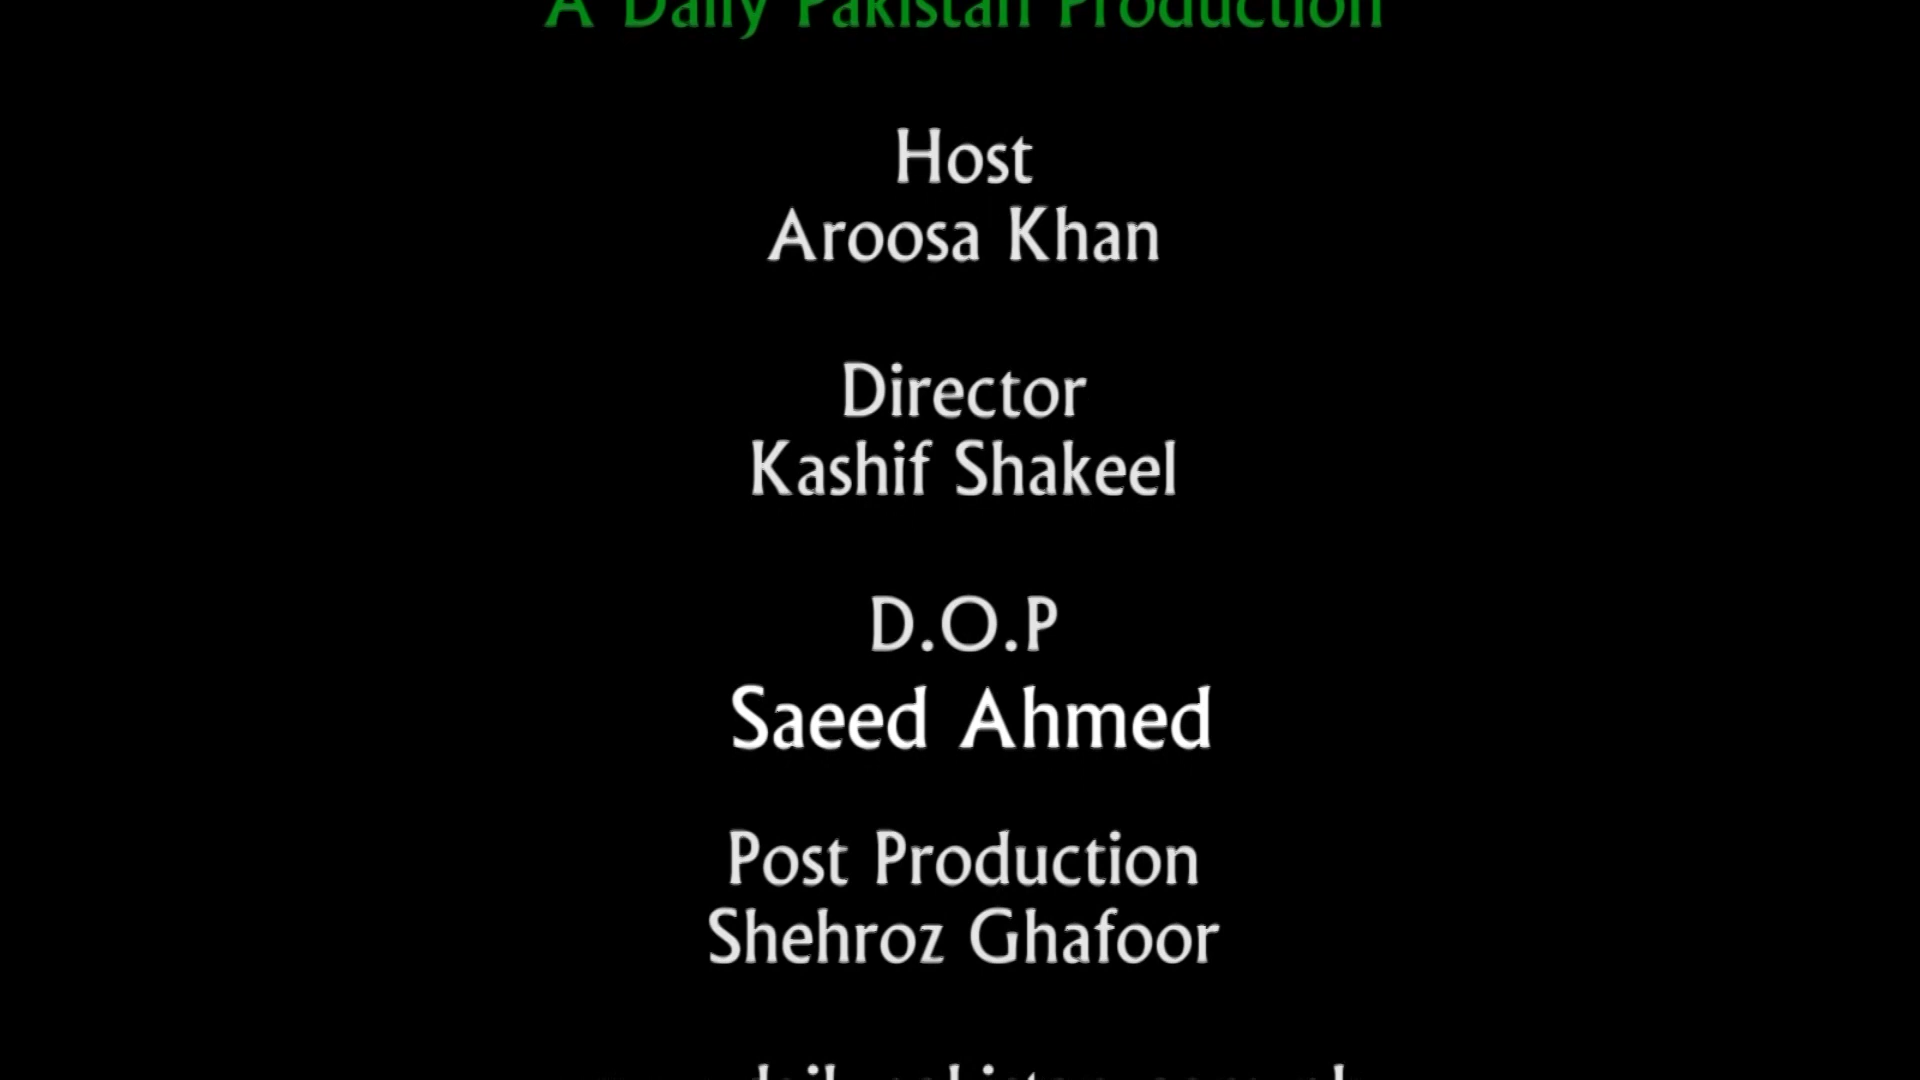 A Daily Pakistan Production
Host
Aroosa Khan
Director
Kashif Shakeel
D.O.P
Saeed Ahmed
Post Production
Shehroz Ghafoor